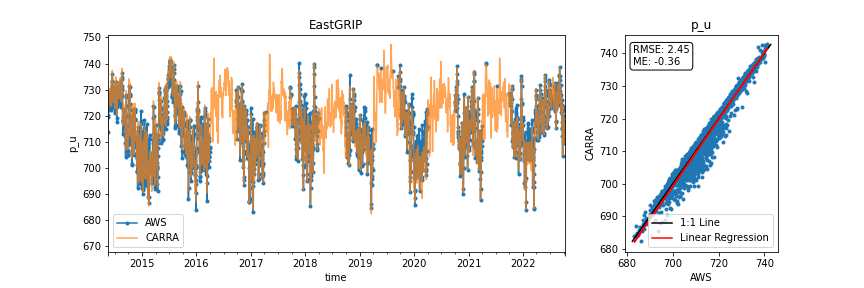 EastGRIP
p_u
750
740
730
720
710
700
690
680
670
p_u
AWS
CARRA
2015
2016
2017
2018
2019
2020
2021
2022
time
p_u
RMSE: 2.45
ME: -0.36
740
730
720
710
700
690
680
CARRA
1:1 Line
Linear Regression
680
700
720
740
AWS